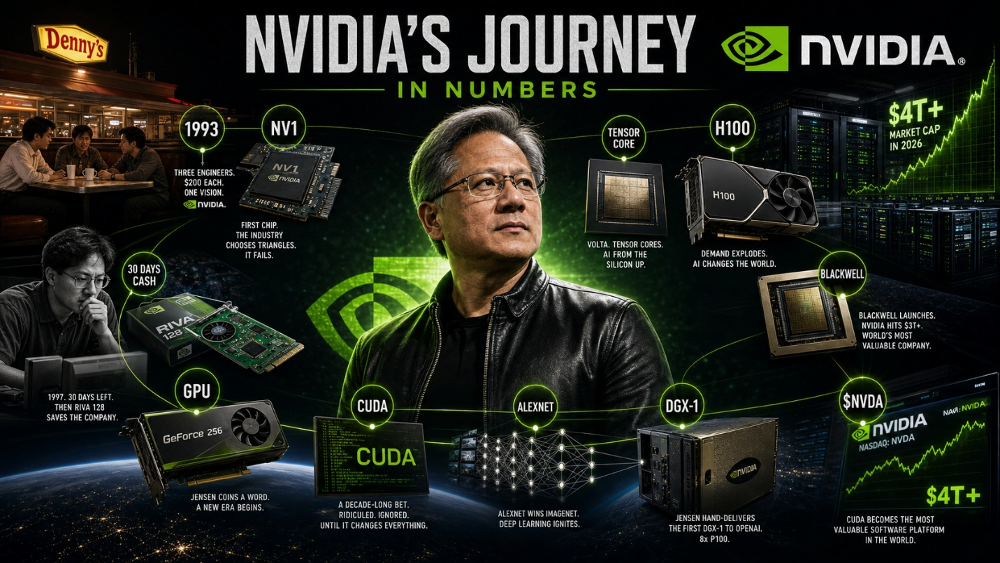 Denny's
NVIDIA'S JOURNEY
IN NUMBERS
NVIDIA®
1993
THREE ENGINEERS.
$200 EACH.
ONE VISION.
NVIDIA.
NV1
NV1
NVIDIA
FIRST CHIP.
THE INDUSTRY
CHOOSES TRIANGLES.
IT FAILS.
TENSOR
CORE
VOLTA. TENSOR CORES.
AI FROM THE
SILICON UP.
H100
H100
DEMAND EXPLODES.
AI CHANGES THE WORLD.
$4T+
MARKET CAP
IN 2026
30 DAYS
CASH
RIVA
128
1997. 30 DAYS LEFT.
THEN RIVA 128
SAVES THE COMPANY.
BLACKWELL
BLACKWELL LAUNCHES.
NVIDIA HITS $3T+.
WORLD'S MOST
VALUABLE COMPANY.
GPU
GeForce 256
JENSEN COINS A WORD.
A NEW ERA BEGINS.
CUDA
CUDA
A DECADE-LONG BET.
RIDICULED. IGNORED.
UNTIL IT CHANGES EVERYTHING.
ALEXNET
ALEXNET WINS IMAGENET.
DEEP LEARNING IGNITES.
DGX-1
NVIDIA
JENSEN HAND-DELIVERS
THE FIRST DGX-1 TO OPENAI.
8x P100.
$NVDA
NVIDIA
NASDAQ: NVDA
$4T+
CUDA BECOMES THE MOST
VALUABLE SOFTWARE PLATFORM
IN THE WORLD.